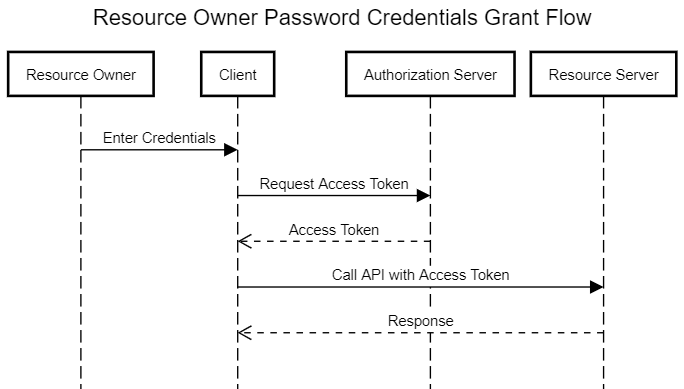 Resource Owner Password Credentials Grant Flow
Resource Owner
Client
Authorization Server
Resource Server
Enter Credentials
Request Access Token
Access Token
Call API with Access Token
Response